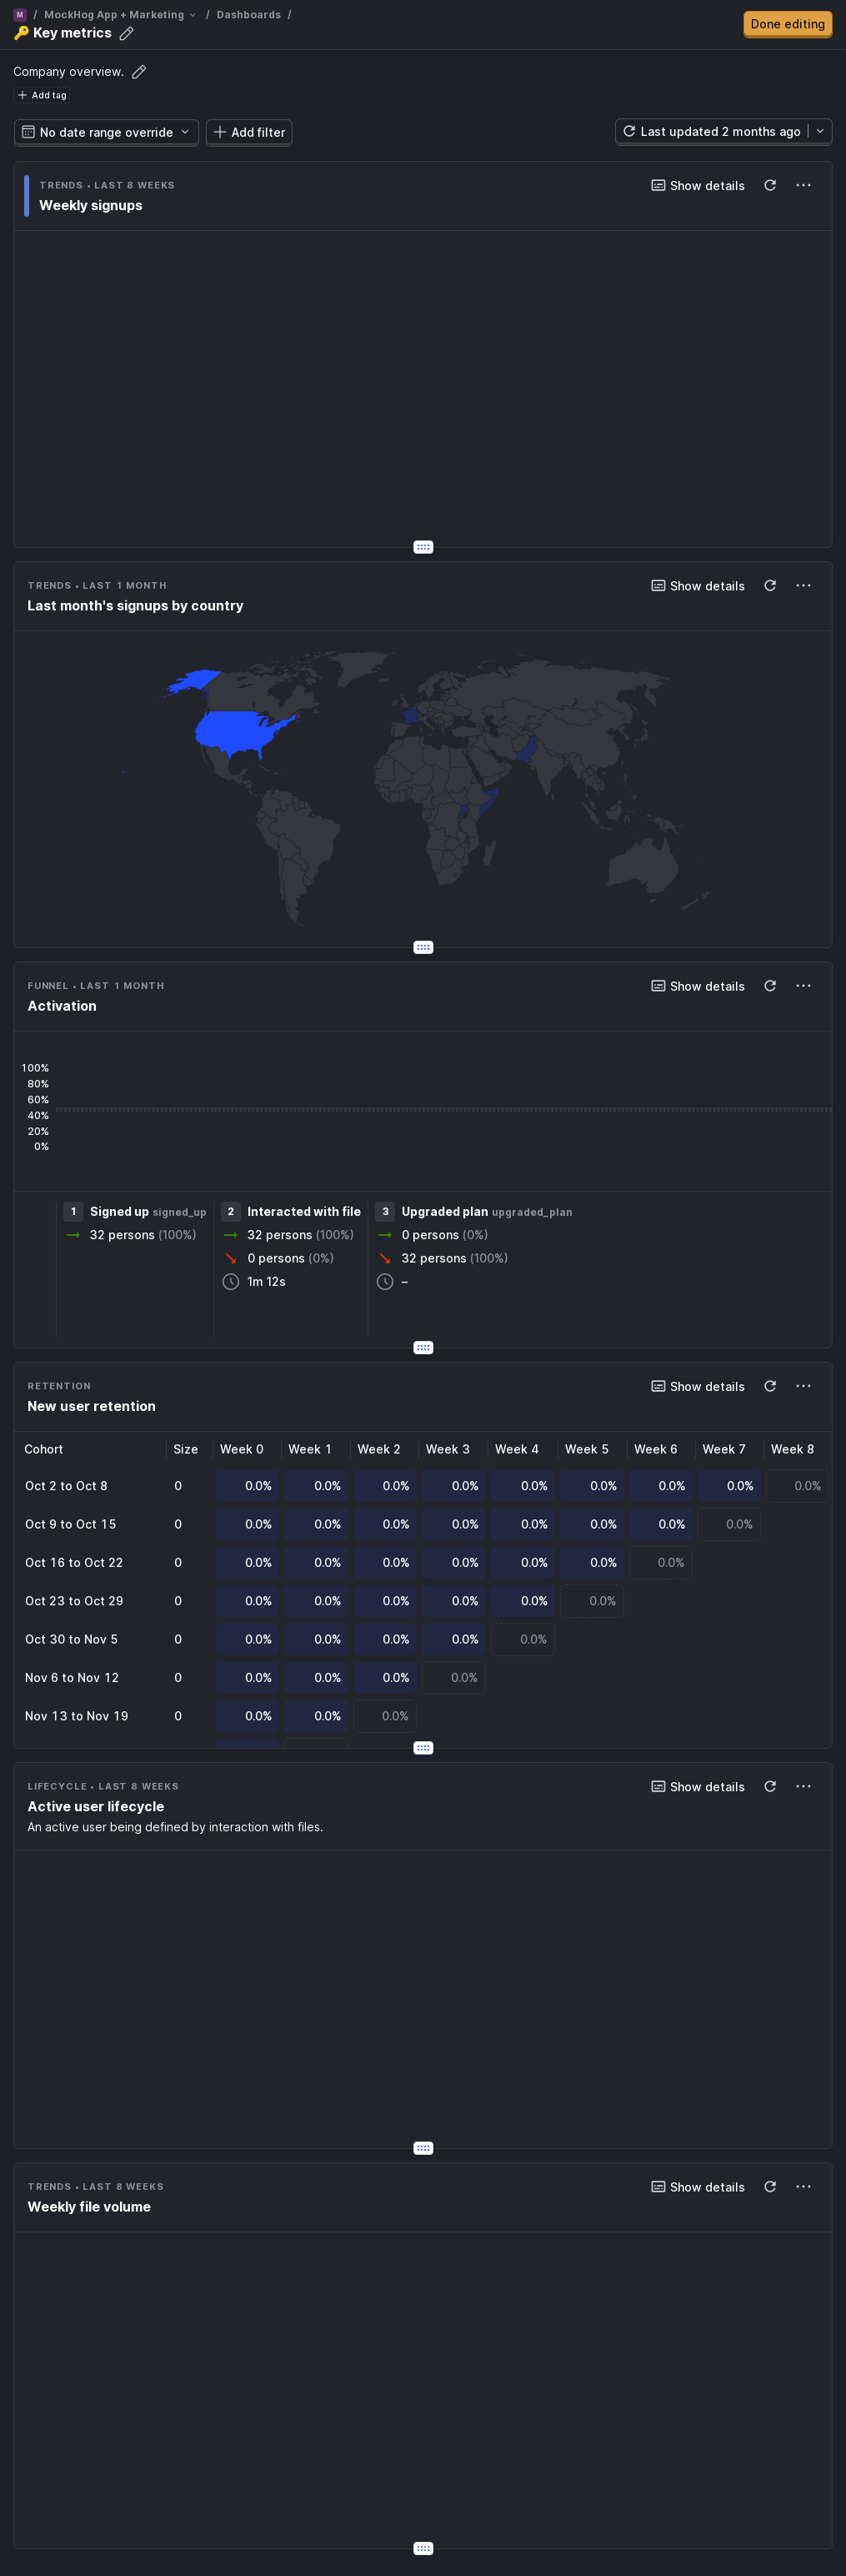 M / MockHog App + Marketing / Dashboards /
🔑 Key metrics
Done editing
Company overview.
Add tag
No date range override
Add filter
Last updated 2 months ago
TRENDS • LAST 8 WEEKS
Show details
Weekly signups
TRENDS • LAST 1 MONTH
Show details
Last month's signups by country
FUNNEL • LAST 1 MONTH
Show details
Activation
100%
80%
60%
40%
20%
0%
1 Signed up signed_up
32 persons (100%)
2 Interacted with file
32 persons (100%)
0 persons (0%)
1m 12s
3 Upgraded plan upgraded_plan
0 persons (0%)
32 persons (100%)
–
RETENTION
Show details
New user retention
Cohort Size Week 0 Week 1 Week 2 Week 3 Week 4 Week 5 Week 6 Week 7 Week 8
Oct 2 to Oct 8 0 0.0% 0.0% 0.0% 0.0% 0.0% 0.0% 0.0% 0.0% 0.0%
Oct 9 to Oct 15 0 0.0% 0.0% 0.0% 0.0% 0.0% 0.0% 0.0% 0.0%
Oct 16 to Oct 22 0 0.0% 0.0% 0.0% 0.0% 0.0% 0.0% 0.0%
Oct 23 to Oct 29 0 0.0% 0.0% 0.0% 0.0% 0.0% 0.0%
Oct 30 to Nov 5 0 0.0% 0.0% 0.0% 0.0% 0.0%
Nov 6 to Nov 12 0 0.0% 0.0% 0.0% 0.0%
Nov 13 to Nov 19 0 0.0% 0.0% 0.0%
LIFECYCLE • LAST 8 WEEKS
Show details
Active user lifecycle
An active user being defined by interaction with files.
TRENDS • LAST 8 WEEKS
Show details
Weekly file volume